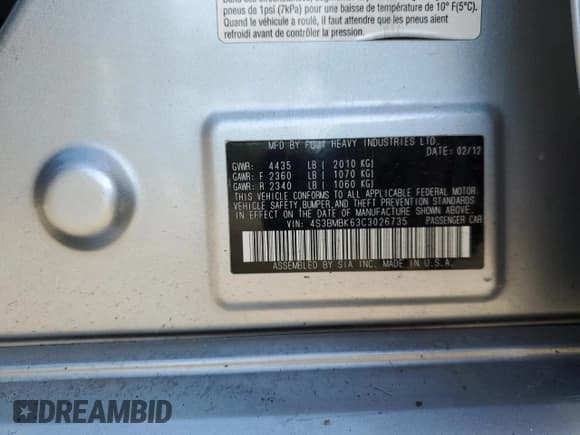 pneus de 1psi (7kPa) pour une baisse de température de 10° F(5°C).
Quand le véhicule a roulé, il faut attendre que les pneus aient
refroidi avant de contrôler la pression.
MFD BY FUJI HEAVY INDUSTRIES LTD.
DATE: 02/12
GVWR: 4435 LB ( 2010 KG)
GAWR: F 2360 LB ( 1070 KG)
GAWR: R 2340 LB ( 1060 KG)
THIS VEHICLE CONFORMS TO ALL APPLICABLE FEDERAL MOTOR
VEHICLE SAFETY, BUMPER, AND THEFT PREVENTION STANDARDS
IN EFFECT ON THE DATE OF MANUFACTURE SHOWN ABOVE.
VIN: 4S3BMBK63C3026735 PASSENGER CAR
ASSEMBLED BY SIA INC. MADE IN U.S.A.
DREAMBID